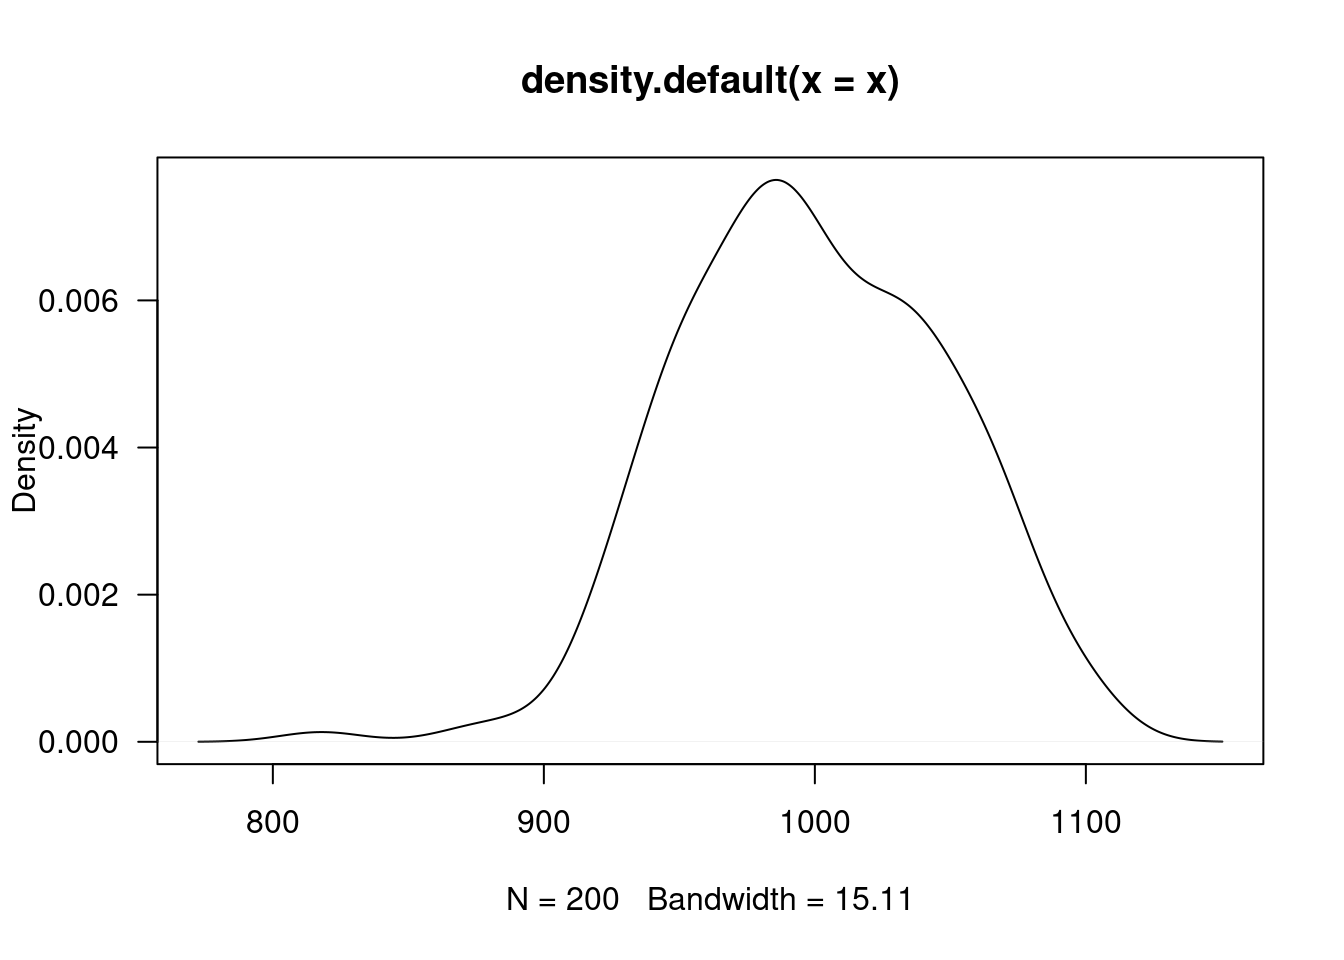 density.default(x = x)
Density
0.006
0.004
0.002
0.000
800 900 1000 1100
N = 200 Bandwidth = 15.11